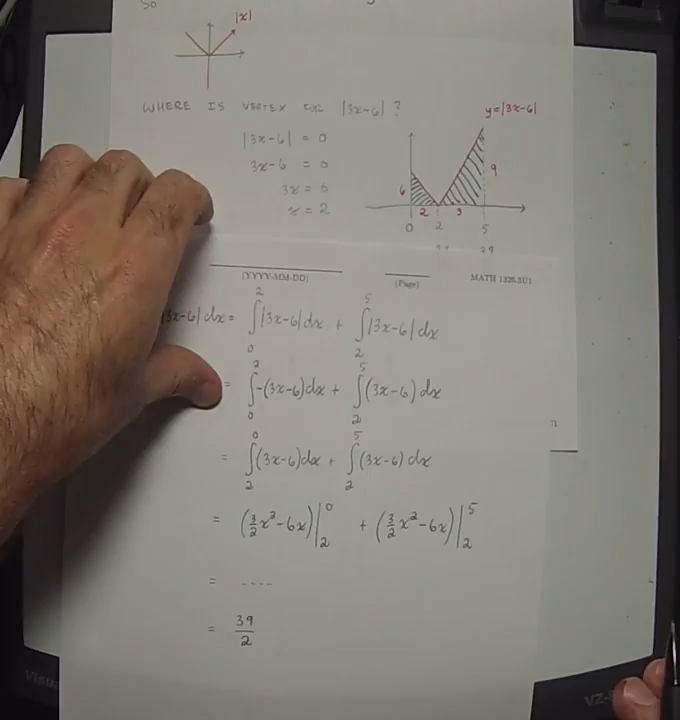 So
|x|
WHERE IS VERTEX FOR |3x-6| ?
y=|3x-6|
|3x-6| = 0
3x-6 = 0
3x = 6
x = 2
6 2 3 9
0 2 5
(YYYY-MM-DD) (Page) MATH 1326.501
|3x-6| dx = ∫₀² |3x-6| dx + ∫₂⁵ |3x-6| dx
= ∫₀² -(3x-6) dx + ∫₂⁵ (3x-6) dx
= ∫₂⁰ (3x-6) dx + ∫₂⁵ (3x-6) dx
= (3/2 x² - 6x)|₂⁰ + (3/2 x² - 6x)|₂⁵
= ....
= 39/2